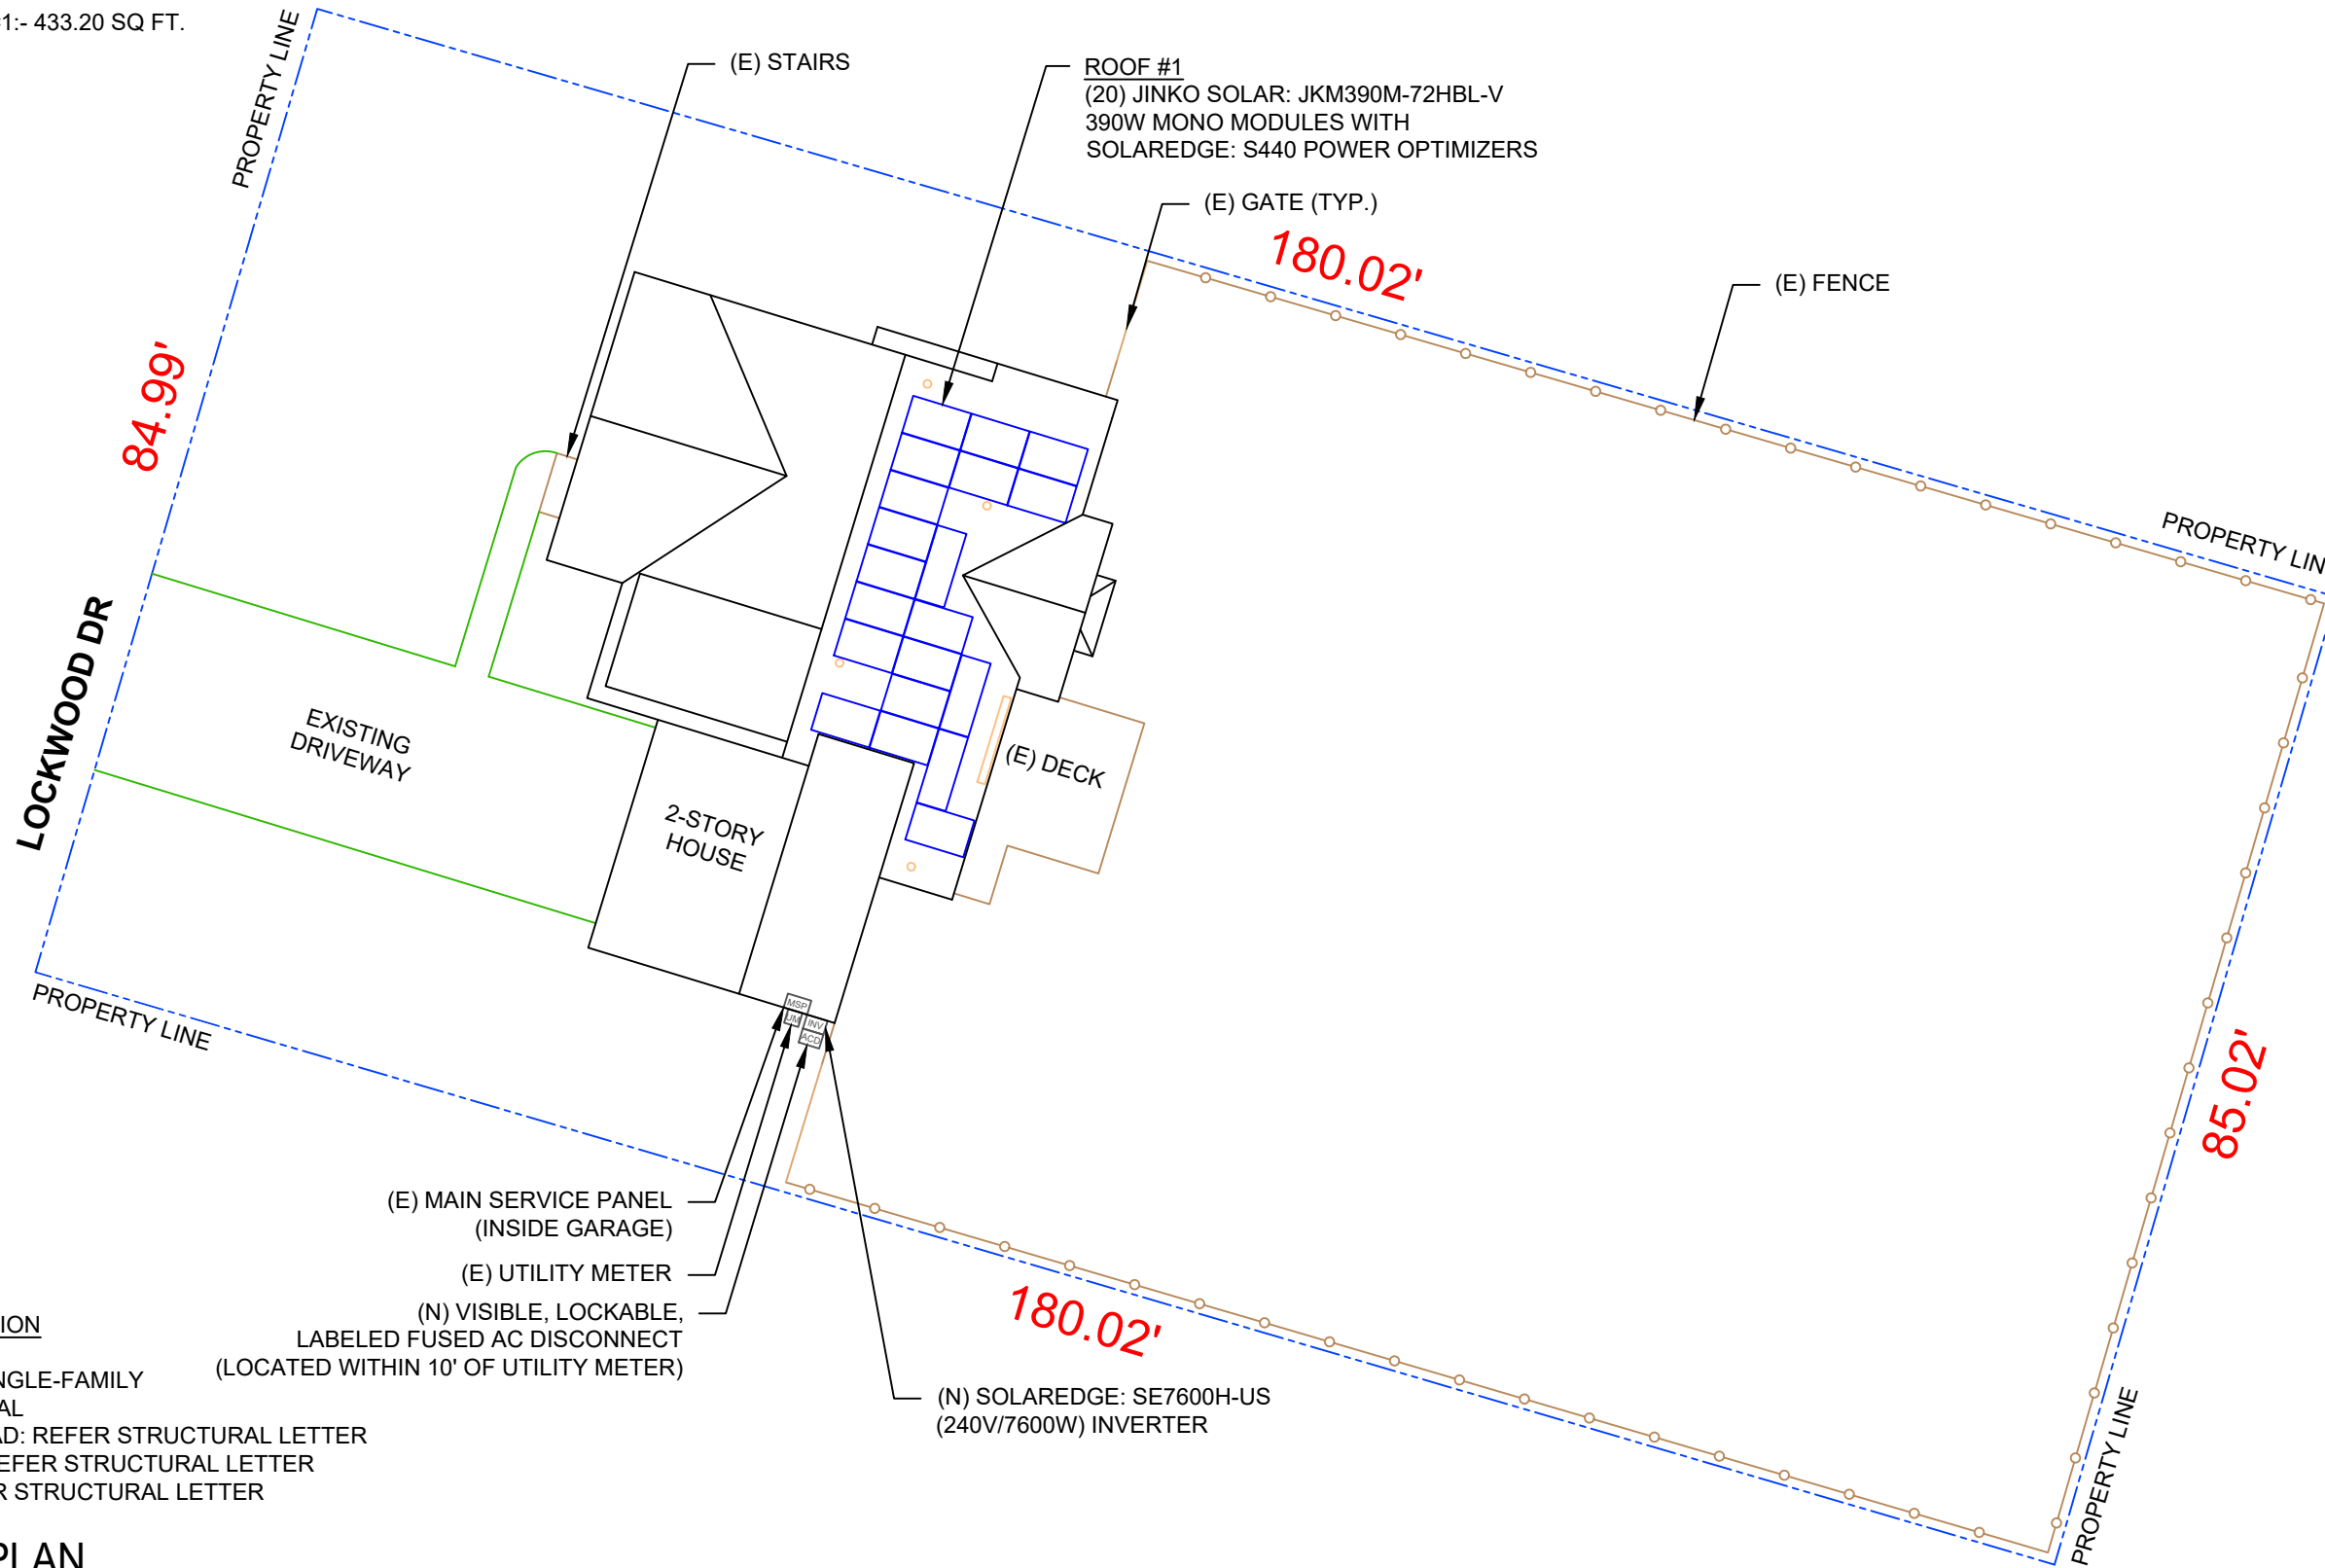 1:- 433.20 SQ FT.
PROPERTY LINE
(E) STAIRS
ROOF #1
(20) JINKO SOLAR: JKM390M-72HBL-V
390W MONO MODULES WITH
SOLAREDGE: S440 POWER OPTIMIZERS
(E) GATE (TYP.)
180.02'
(E) FENCE
84.99'
PROPERTY LIN
LOCKWOOD DR
EXISTING
DRIVEWAY
(E) DECK
2-STORY
HOUSE
PROPERTY LINE
MSP
UM
INV
ACD
85.02'
(E) MAIN SERVICE PANEL
(INSIDE GARAGE)
(E) UTILITY METER
(N) VISIBLE, LOCKABLE,
LABELED FUSED AC DISCONNECT
(LOCATED WITHIN 10' OF UTILITY METER)
180.02'
(N) SOLAREDGE: SE7600H-US
(240V/7600W) INVERTER
PROPERTY LINE
ION
NGLE-FAMILY
AL
AD: REFER STRUCTURAL LETTER
EFER STRUCTURAL LETTER
R STRUCTURAL LETTER
PLAN